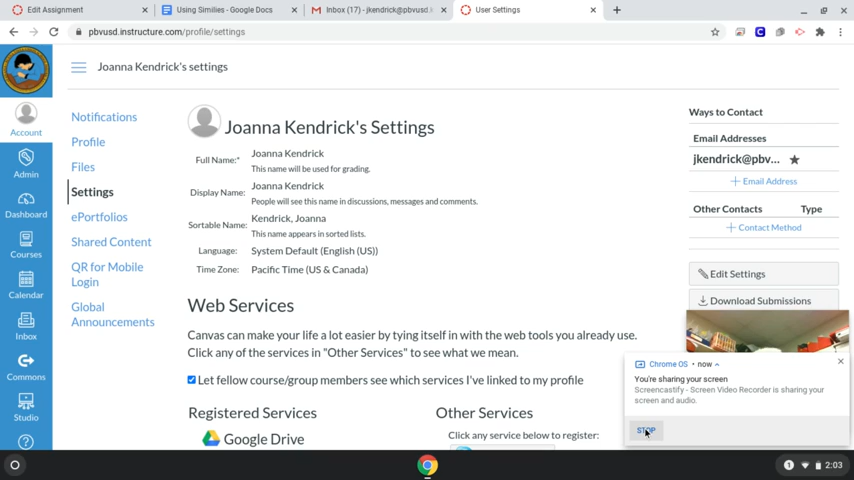 Edit Assignment
Using Similies - Google Docs
Inbox (17) - jkendrick@pbvusd.
User Settings
pbvusd.instructure.com/profile/settings
Joanna Kendrick's settings
Account
Admin
Dashboard
Courses
Calendar
Inbox
Commons
Studio
Notifications
Profile
Files
Settings
ePortfolios
Shared Content
QR for Mobile
Login
Global
Announcements
Joanna Kendrick's Settings
Full Name:* Joanna Kendrick
This name will be used for grading.
Display Name: Joanna Kendrick
People will see this name in discussions, messages and comments.
Sortable Name: Kendrick, Joanna
This name appears in sorted lists.
Language: System Default (English (US))
Time Zone: Pacific Time (US & Canada)
Web Services
Canvas can make your life a lot easier by tying itself in with the web tools you already use.
Click any of the services in "Other Services" to see what we mean.
Let fellow course/group members see which services I've linked to my profile
Registered Services
Google Drive
Other Services
Click any service below to register:
Ways to Contact
Email Addresses
jkendrick@pbv... ★
+ Email Address
Other Contacts Type
+ Contact Method
Edit Settings
Download Submissions
Chrome OS • now
You're sharing your screen
Screencastify - Screen Video Recorder is sharing your
screen and audio.
STOP
1 2:03